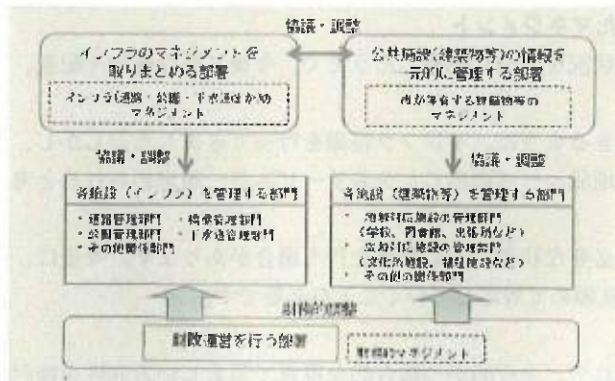 協議・調整
インフラのマネジメントを
取りまとめる部署
インフラ(道路・公園・下水道ほか)の
マネジメント
公共施設(建築物等)の情報を
元的に管理する部署
市が保有する建築物等の
マネジメント
協議・調整
協議・調整
各施設(インフラ)を管理する部門
・道路管理部門 ・橋梁管理部門
・公園管理部門 ・下水道管理部門
・その他関係部門
各施設(建築物等)を管理する部門
・地域対応施設の管理部門
(学校、図書館、出張所など)
・広域対応施設の管理部門
(文化的施設、福祉施設など)
・その他の関係部門
財務的調整
財政運営を行う部署
財務的マネジメント